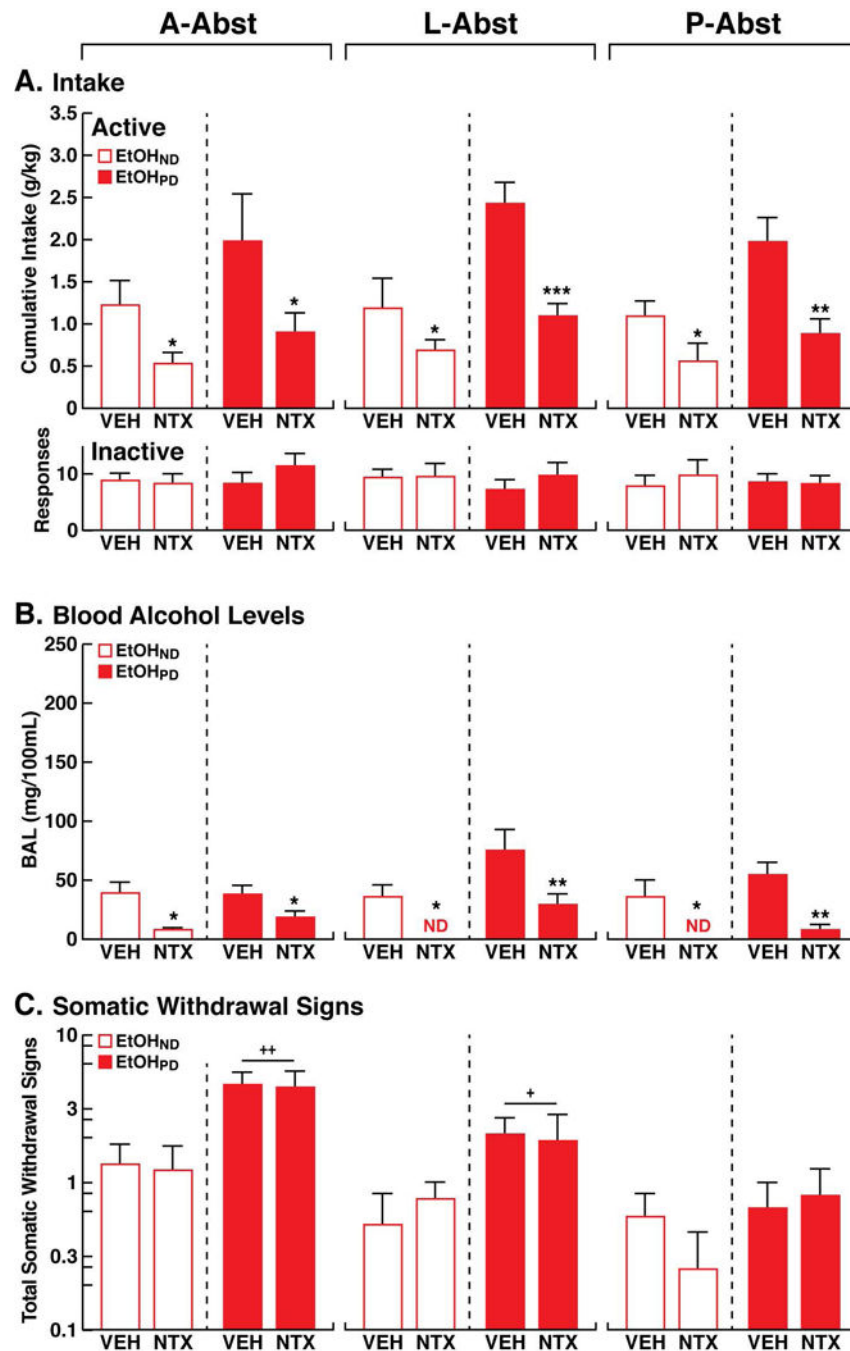 A-Abst L-Abst P-Abst
A. Intake
Cumulative Intake (g/kg)
3.5
3.0
2.5
2.0
1.5
1.0
0.5
0
Active
EtOHND
EtOHPD
* * * *** * **
VEH NTX VEH NTX VEH NTX VEH NTX VEH NTX VEH NTX
Responses
10
0
Inactive
VEH NTX VEH NTX VEH NTX VEH NTX VEH NTX VEH NTX
B. Blood Alcohol Levels
BAL (mg/100mL)
250
200
150
100
50
0
EtOHND
EtOHPD
* * * ** * **
ND ND
VEH NTX VEH NTX VEH NTX VEH NTX VEH NTX VEH NTX
C. Somatic Withdrawal Signs
Total Somatic Withdrawal Signs
10
3
1
0.3
0.1
EtOHND
EtOHPD
++ +
VEH NTX VEH NTX VEH NTX VEH NTX VEH NTX VEH NTX